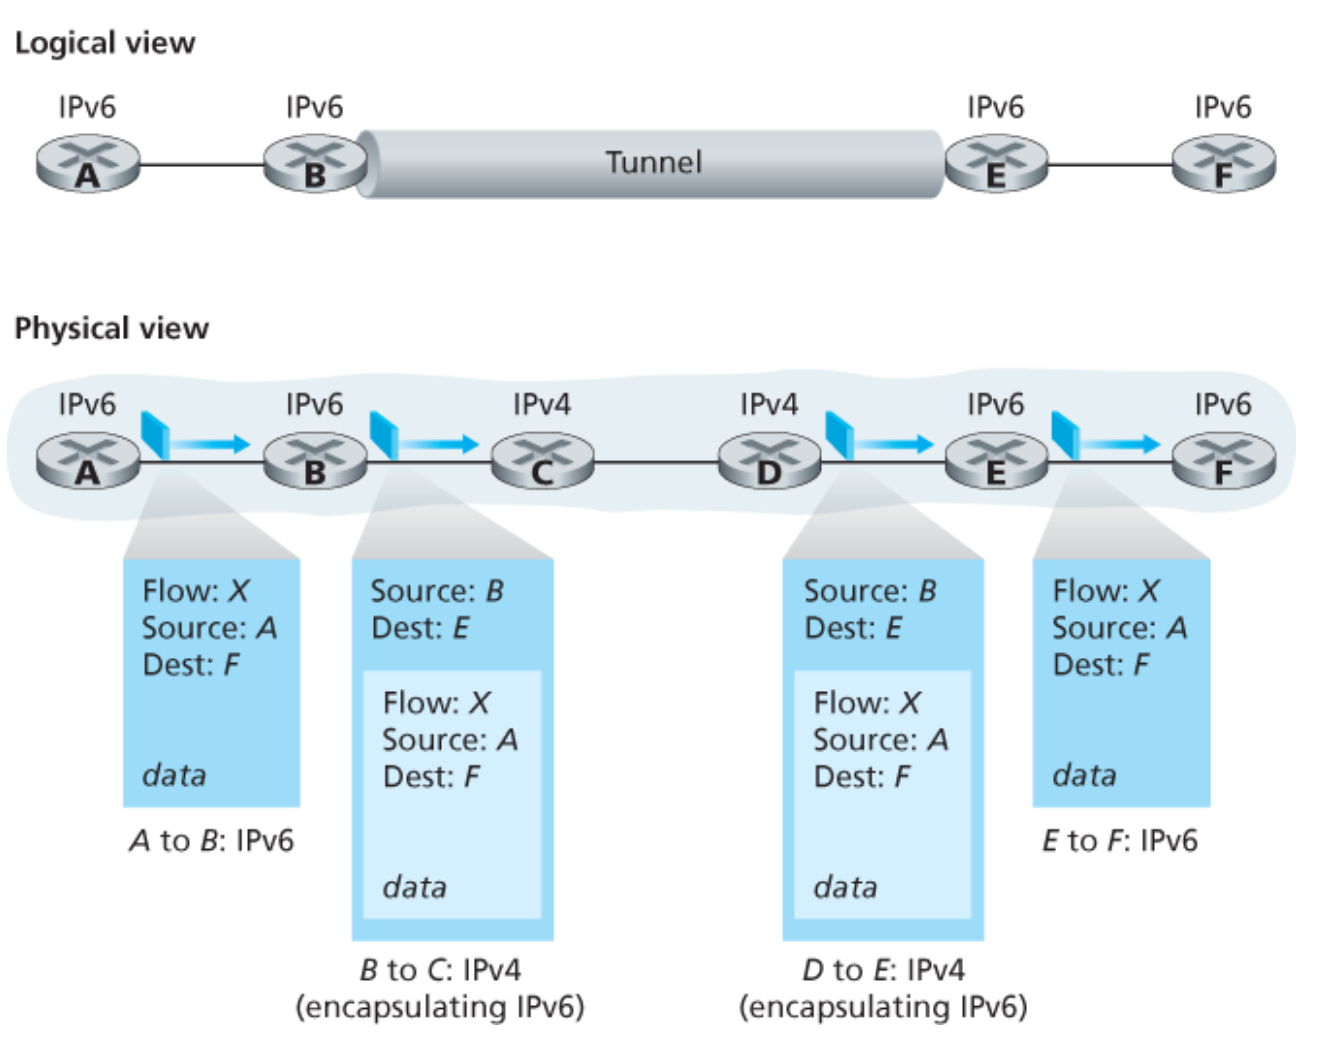 Logical view
IPv6 IPv6 IPv6 IPv6
A B Tunnel E F
Physical view
IPv6 IPv6 IPv4 IPv4 IPv6 IPv6
A B C D E F
Flow: X
Source: A
Dest: F
data
A to B: IPv6
Source: B
Dest: E
Flow: X
Source: A
Dest: F
data
B to C: IPv4
(encapsulating IPv6)
Source: B
Dest: E
Flow: X
Source: A
Dest: F
data
D to E: IPv4
(encapsulating IPv6)
Flow: X
Source: A
Dest: F
data
E to F: IPv6